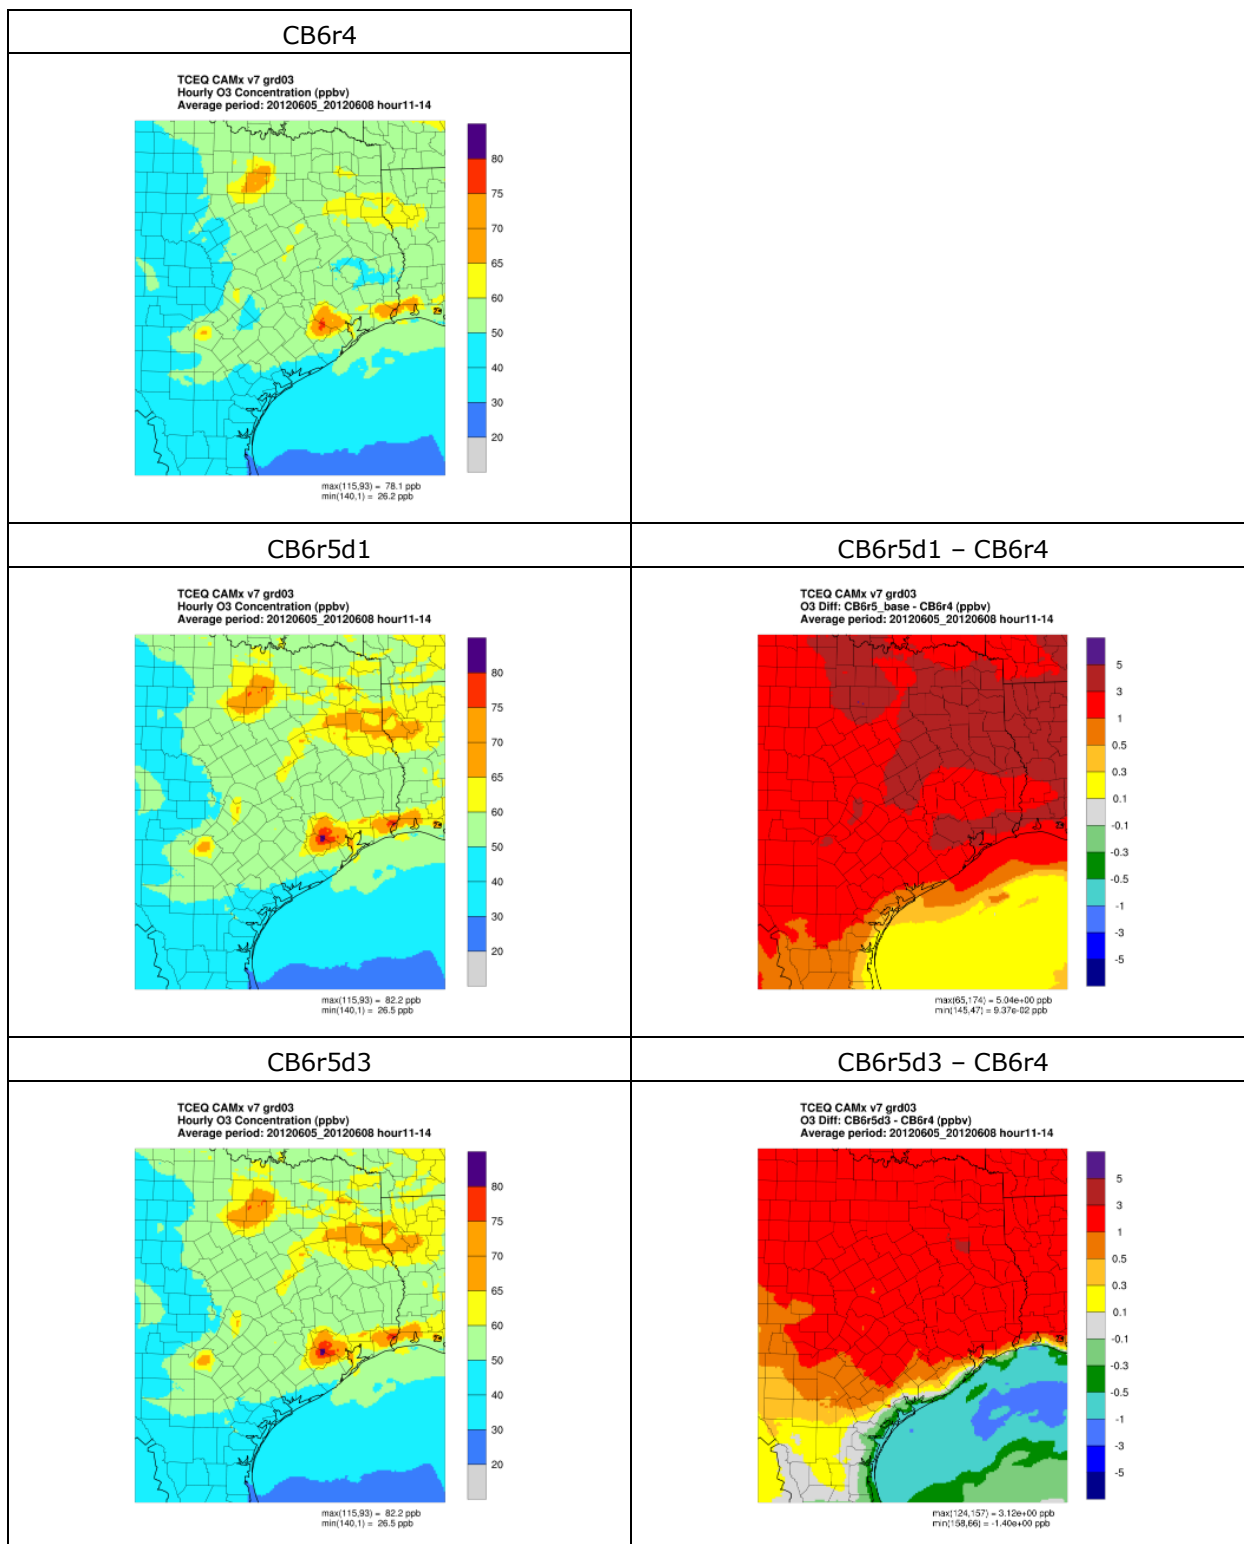 CB6r4
TCEQ CAMx v7 grd03
Hourly O3 Concentration (ppbv)
Average period: 20120605_20120608 hour11-14
80
75
70
65
60
50
40
30
20
max(115,93) = 78.1 ppb
min(140,1) = 26.2 ppb
CB6r5d1
CB6r5d1 – CB6r4
TCEQ CAMx v7 grd03
Hourly O3 Concentration (ppbv)
Average period: 20120605_20120608 hour11-14
80
75
70
65
60
50
40
30
20
max(115,93) = 82.2 ppb
min(140,1) = 26.5 ppb
TCEQ CAMx v7 grd03
O3 Diff: CB6r5_base - CB6r4 (ppbv)
Average period: 20120605_20120608 hour11-14
5
3
1
0.5
0.3
0.1
-0.1
-0.3
-0.5
-1
-3
-5
max(65,174) = 5.04e+00 ppb
min(145,47) = 9.37e-02 ppb
CB6r5d3
CB6r5d3 – CB6r4
TCEQ CAMx v7 grd03
Hourly O3 Concentration (ppbv)
Average period: 20120605_20120608 hour11-14
80
75
70
65
60
50
40
30
20
max(115,93) = 82.2 ppb
min(140,1) = 26.5 ppb
TCEQ CAMx v7 grd03
O3 Diff: CB6r5d3 - CB6r4 (ppbv)
Average period: 20120605_20120608 hour11-14
5
3
1
0.5
0.3
0.1
-0.1
-0.3
-0.5
-1
-3
-5
max(124,157) = 3.12e+00 ppb
min(158,66) = -1.40e+00 ppb